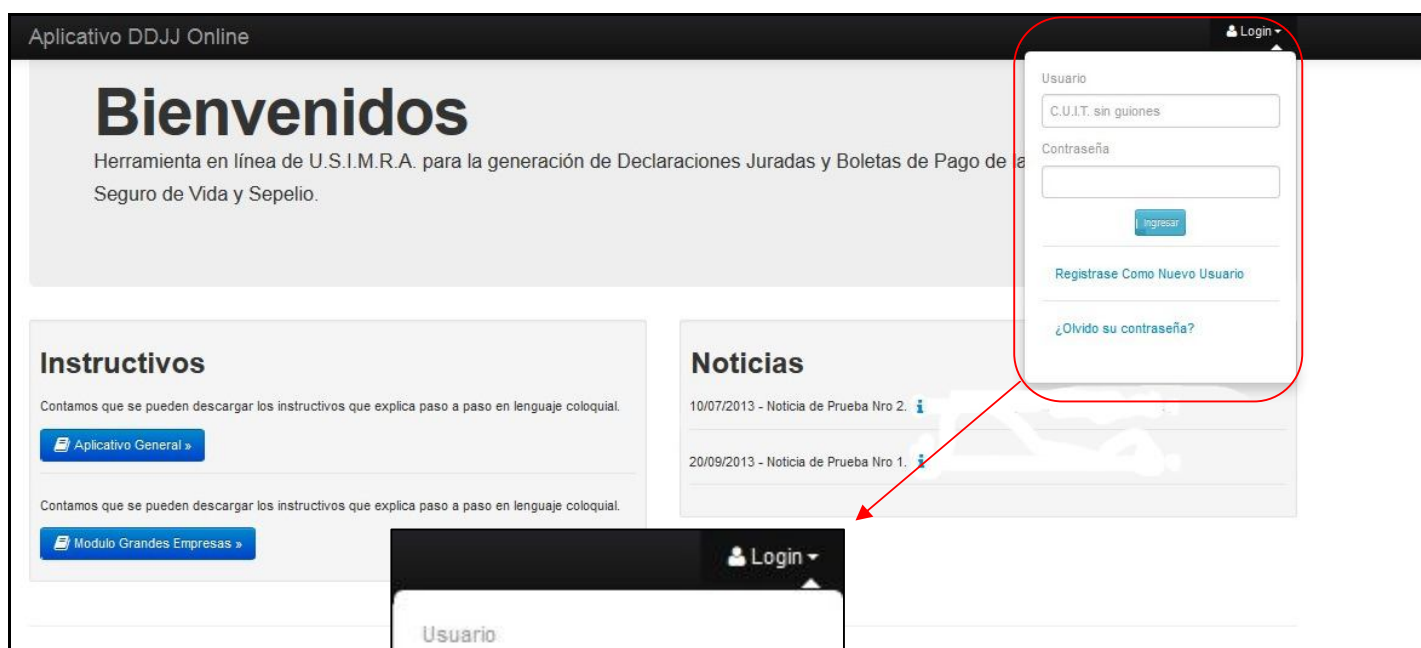 Aplicativo DDJJ Online
Login
Usuario
C.U.I.T. sin guiones
Contraseña
Ingresar
Registrase Como Nuevo Usuario
¿Olvido su contraseña?
Bienvenidos
Herramienta en línea de U.S.I.M.R.A. para la generación de Declaraciones Juradas y Boletas de Pago de
Seguro de Vida y Sepelio.
Instructivos
Contamos que se pueden descargar los instructivos que explica paso a paso en lenguaje coloquial.
Aplicativo General »
Contamos que se pueden descargar los instructivos que explica paso a paso en lenguaje coloquial.
Modulo Grandes Empresas »
Noticias
10/07/2013 - Noticia de Prueba Nro 2.
20/09/2013 - Noticia de Prueba Nro 1.
Login
Usuario